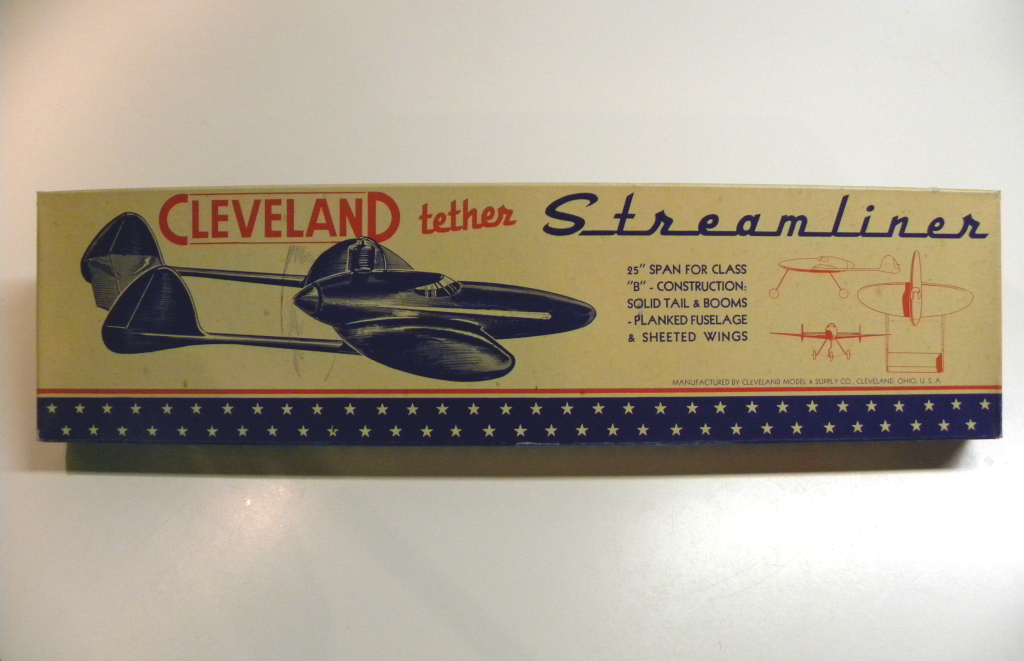 CLEVELAND tether Streamliner
25" SPAN FOR CLASS
"B" - CONSTRUCTION:
SOLID TAIL & BOOMS
- PLANKED FUSELAGE
& SHEETED WINGS
MANUFACTURED BY CLEVELAND MODEL & SUPPLY CO., CLEVELAND, OHIO, U. S. A.